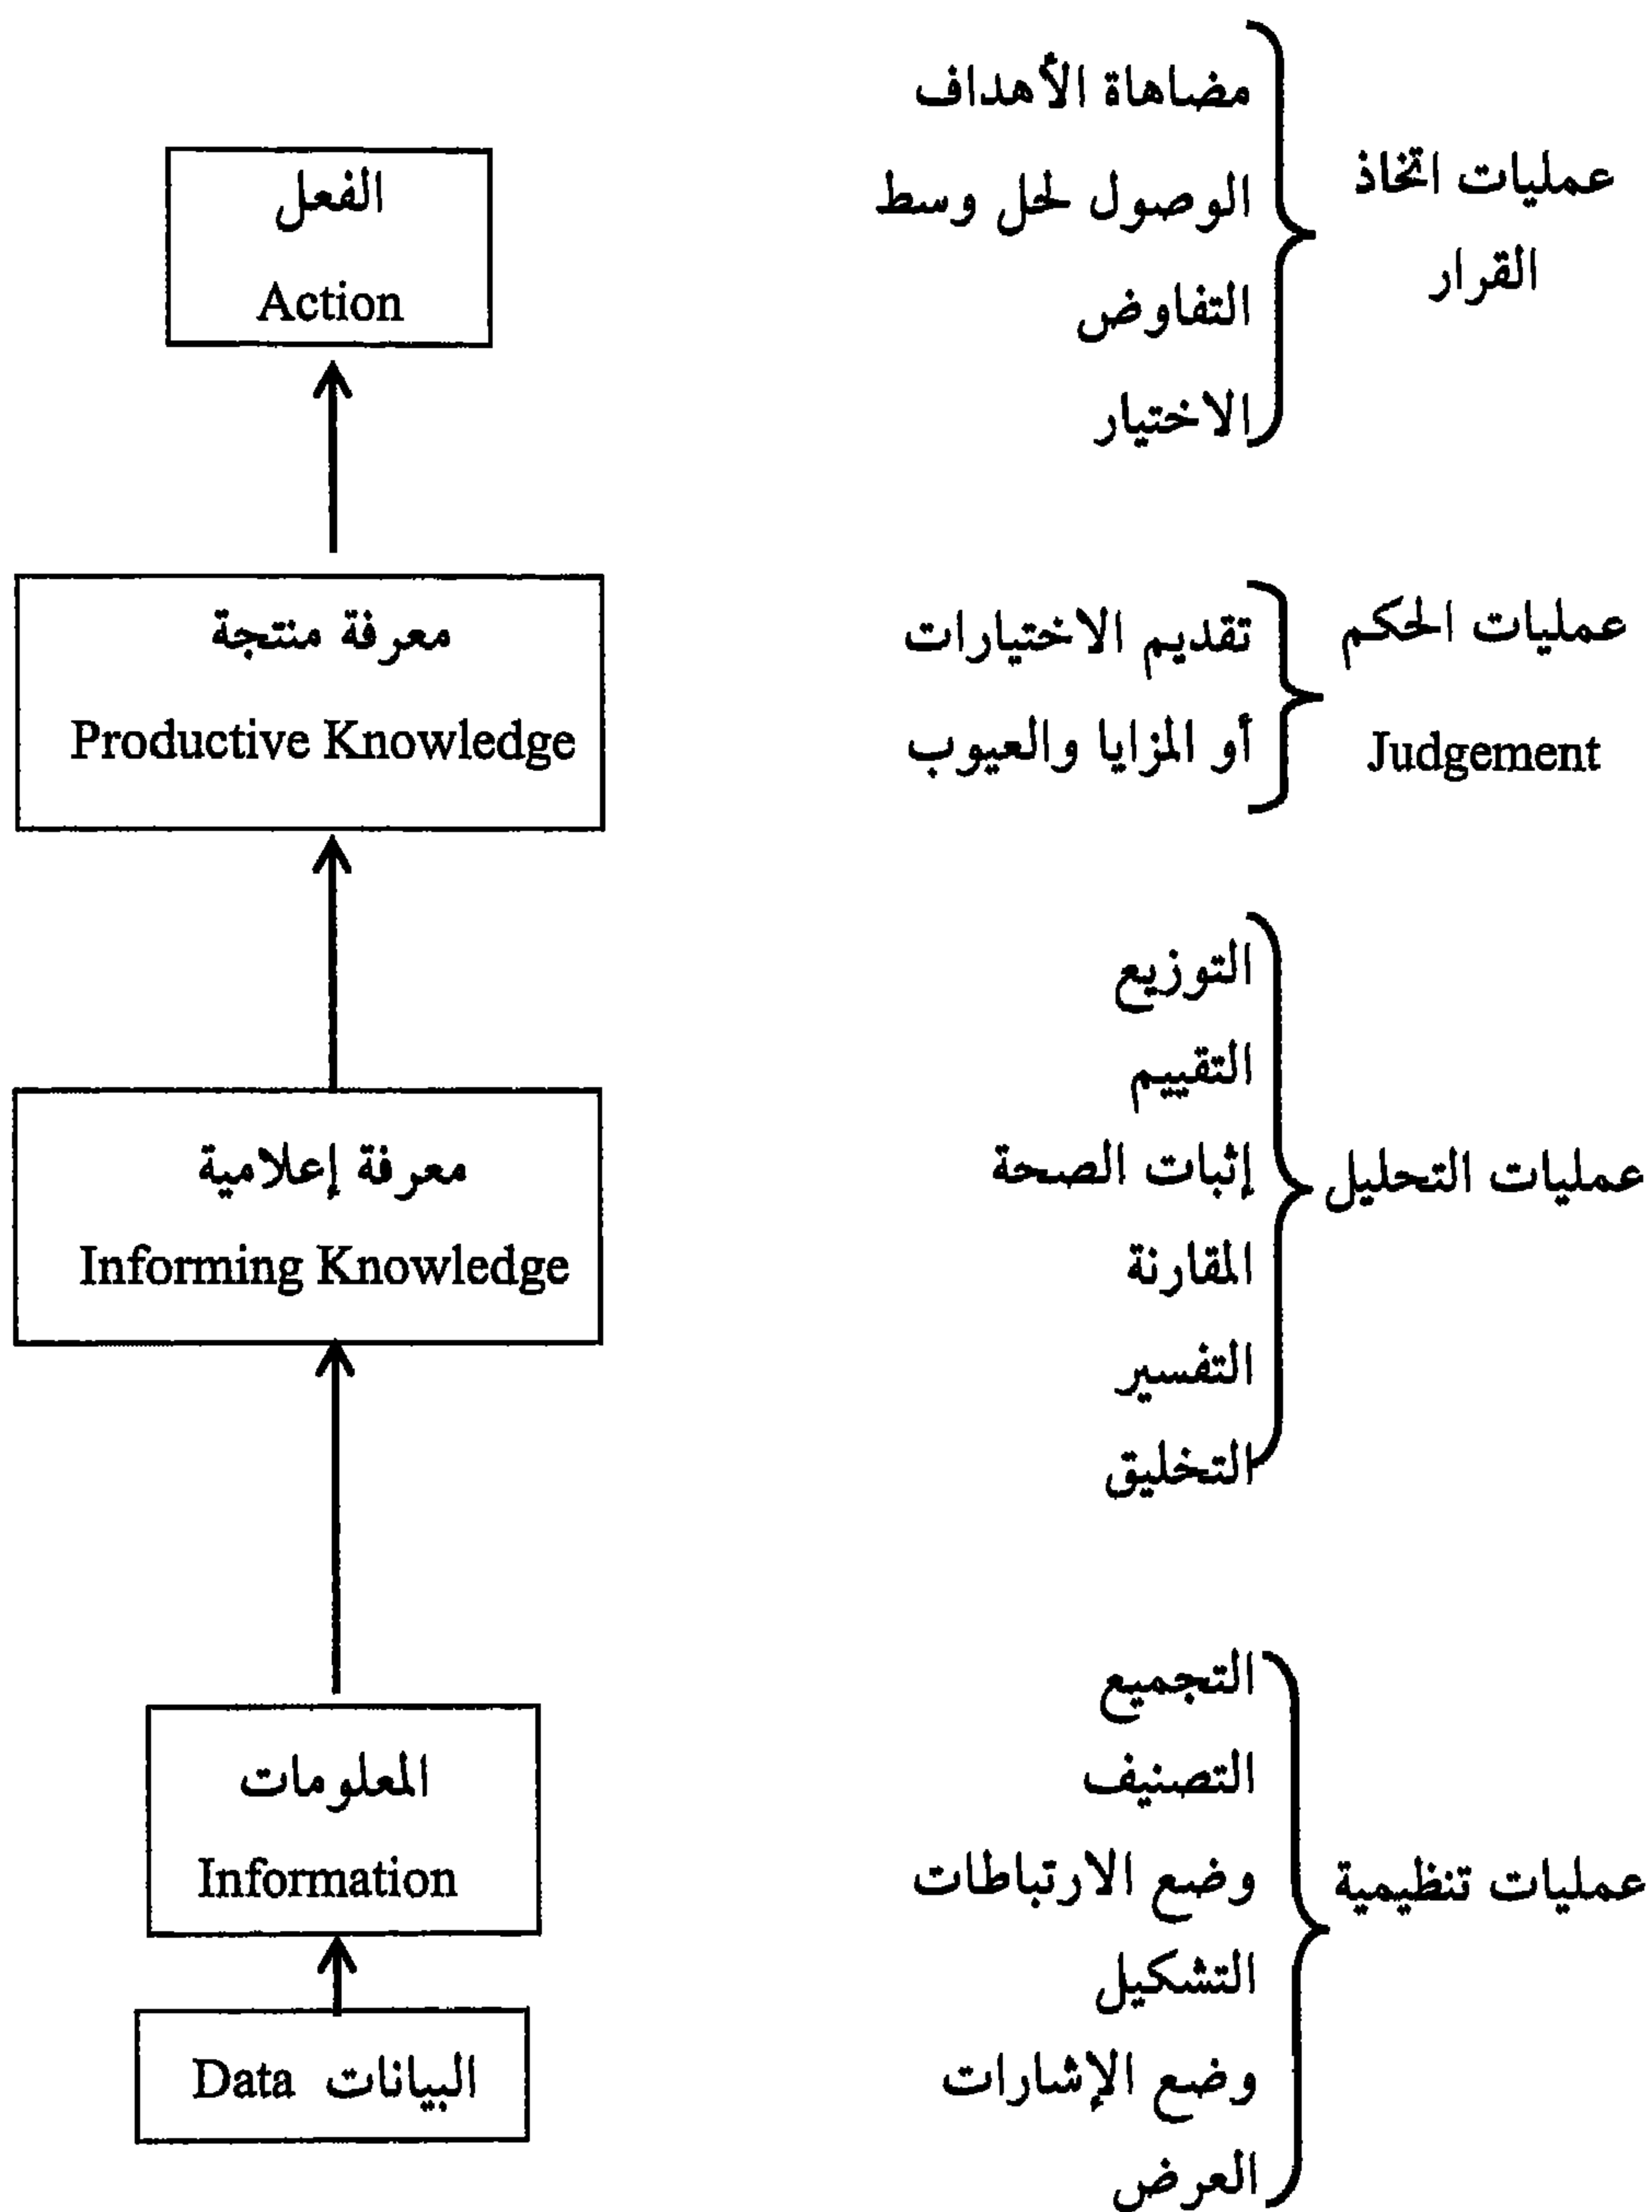 عمليات اتخاذ
القرار
مضاهاة الأهداف
الوصول لحل وسط
التفاوض
الاختيار
الفعل
Action
عمليات الحكم
Judgement
تقديم الاختيارات
أو المزايا والعيوب
معرفة منتجة
Productive Knowledge
عمليات التحليل
التوزيع
التقييم
إثبات الصحة
المقارنة
التفسير
التخليق
معرفة إعلامية
Informing Knowledge
عمليات تنظيمية
التجميع
التصنيف
وضع الارتباطات
التشكيل
وضع الإشارات
العرض
المعلومات
Information
البيانات Data